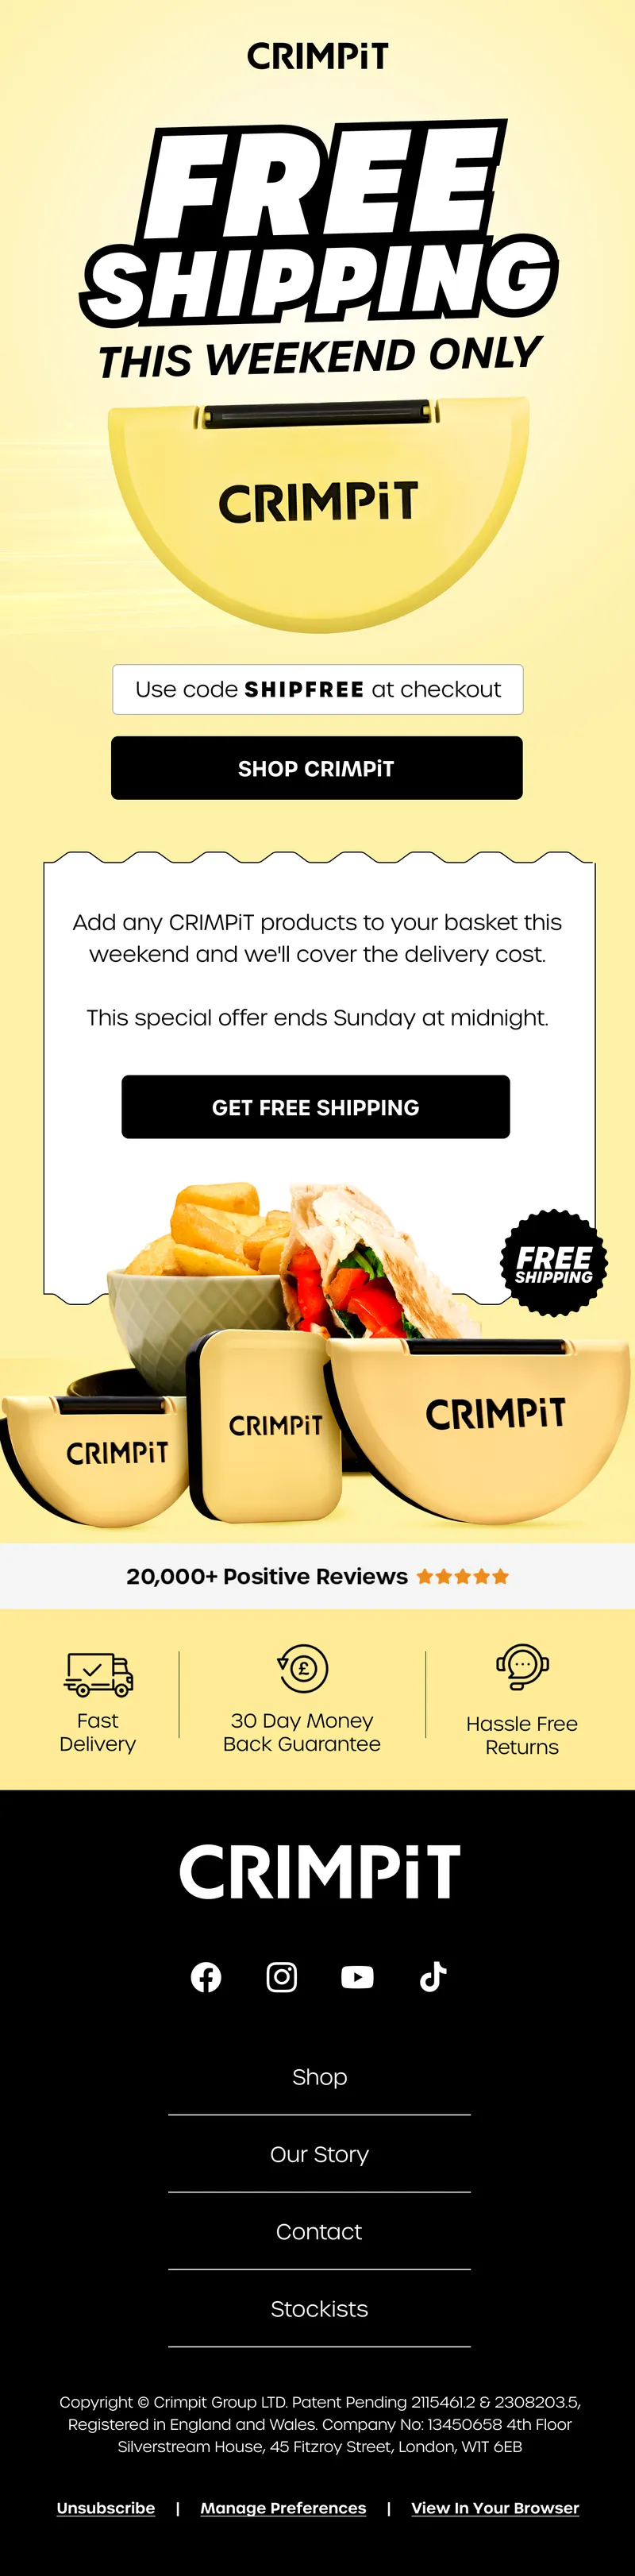 CRIMPiT
FREE
SHIPPING
THIS WEEKEND ONLY
CRIMPiT
Use code SHIPFREE at checkout
SHOP CRIMPiT
Add any CRIMPiT products to your basket this
weekend and we'll cover the delivery cost.
This special offer ends Sunday at midnight.
GET FREE SHIPPING
FREE
SHIPPING
CRIMPiT
CRIMPiT
CRIMPiT
20,000+ Positive Reviews
Fast
Delivery
£
30 Day Money
Back Guarantee
Hassle Free
Returns
CRIMPiT
Shop
Our Story
Contact
Stockists
Copyright © Crimpit Group LTD. Patent Pending 2115461.2 & 2308203.5,
Registered in England and Wales. Company No: 13450658 4th Floor
Silverstream House, 45 Fitzroy Street, London, W1T 6EB
Unsubscribe | Manage Preferences | View In Your Browser